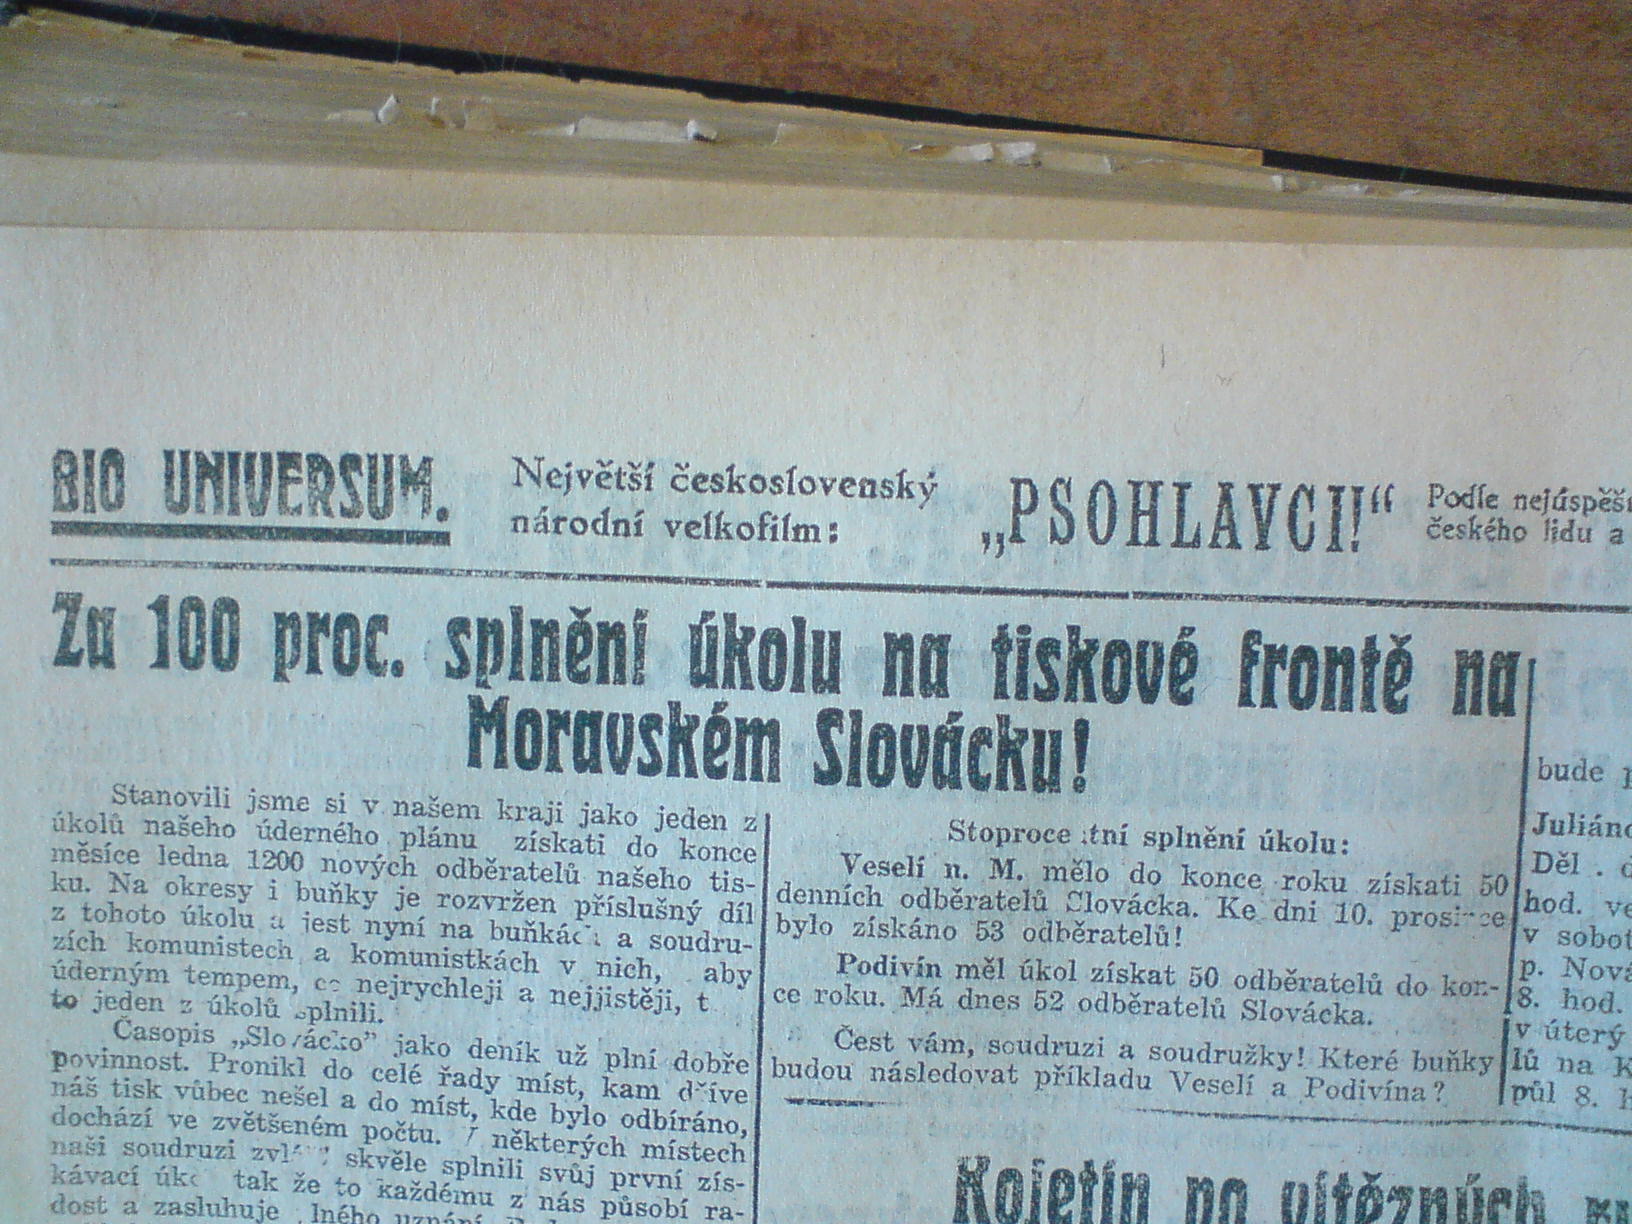 BIO UNIVERSUM.
Největší československý
národní velkofilm:
„PSOHLAVCI!“
Podle nejúspěšn
českého lidu a
Za 100 proc. splnění úkolu na tiskové frontě na
Moravském Slovácku!
Stanovili jsme si v našem kraji jako jeden z
úkolů našeho úderného plánu získati do konce
měsíce ledna 1200 nových odběratelů našeho tis-
ku. Na okresy i buňky je rozvržen příslušný díl
z tohoto úkolu a jest nyní na a soudru-
zích komunistech a komunistkách v nich, aby
úderným tempem, co nejrychleji a nejjistěji, t
to jeden z úkolů splnili.
Časopis „Slovácko” jako deník už plní dobře
povinnost. Pronikl do celé řady míst, kam dříve
náš tisk vůbec nešel a do míst, kde bylo odbíráno,
dochází ve zvětšeném počtu. V některých místech
naši soudruzi skvěle splnili svůj první zís-
kávací tak že to každému z nás působí ra-
dost a zasluhuje uznání.
Stoprocentní splnění úkolu:
Veselí n. M. mělo do konce roku získati 50
denních odběratelů Slovácka. Ke dni 10. prosince
bylo získáno 53 odběratelů!
Podivín měl úkol získat 50 odběratelů do kon-
ce roku. Má dnes 52 odběratelů Slovácka.
Čest vám, soudruzi a soudružky! Které buňky
budou následovat příkladu Veselí a Podivína?
Kojetín po vítězných
bude p
Juliáno
Děl . d
hod. ve
v sobot
p. Nová
8. hod.
v úterý
lů na K
půl 8. h